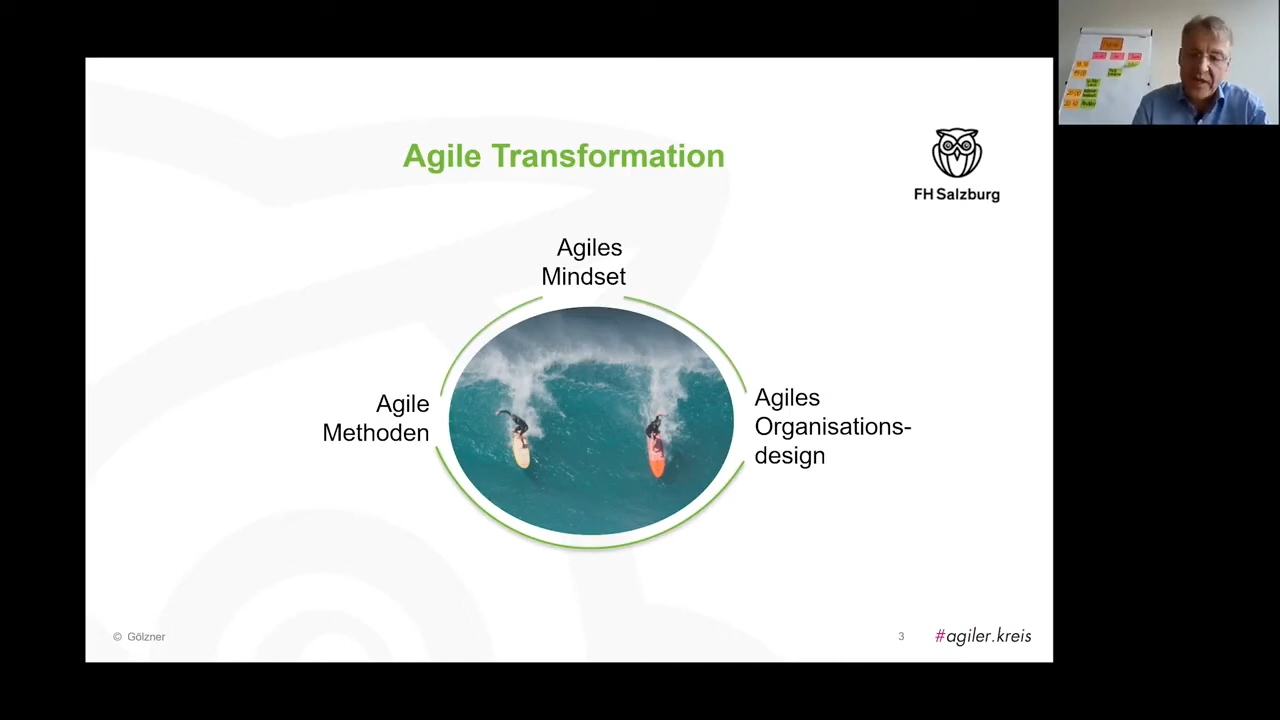 Agile Transformation
FH Salzburg
Agiles
Mindset
Agile
Methoden
Agiles
Organisations-
design
© Gölzner
3
#agiler.kreis